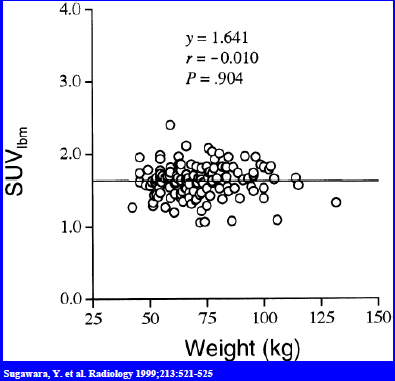 4.0
y = 1.641
r = -0.010
P = .904
3.0
SUVlbm
2.0
1.0
0.0
25 50 75 100 125 150
Weight (kg)
Sugawara, Y. et al. Radiology 1999;213:521-525